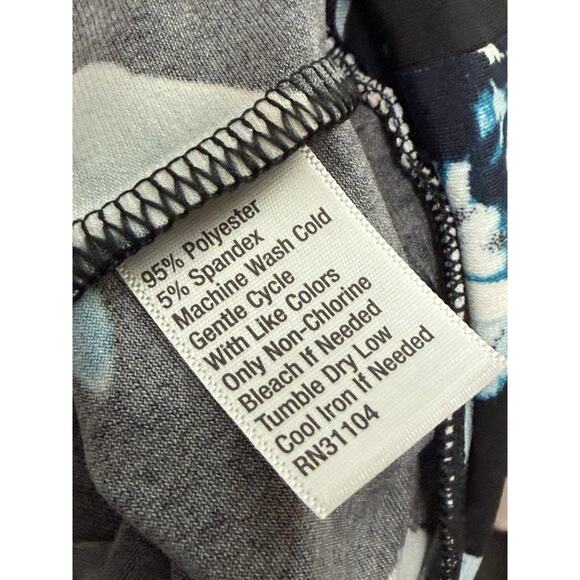 95% Polyester
5% Spandex
Machine Wash Cold
Gentle Cycle
With Like Colors
Only Non-Chlorine
Bleach If Needed
Tumble Dry Low
Cool Iron If Needed
RN31104